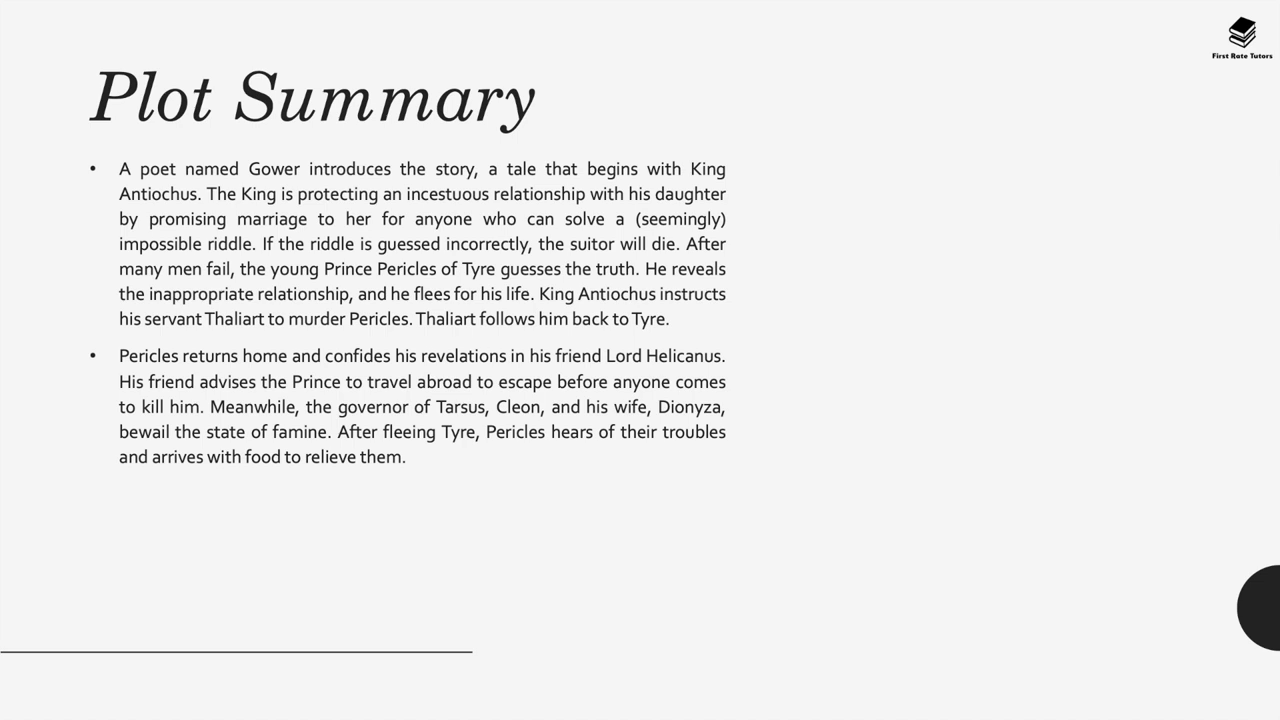 First Rate Tutors
Plot Summary
• A poet named Gower introduces the story, a tale that begins with King
Antiochus. The King is protecting an incestuous relationship with his daughter
by promising marriage to her for anyone who can solve a (seemingly)
impossible riddle. If the riddle is guessed incorrectly, the suitor will die. After
many men fail, the young Prince Pericles of Tyre guesses the truth. He reveals
the inappropriate relationship, and he flees for his life. King Antiochus instructs
his servant Thaliart to murder Pericles. Thaliart follows him back to Tyre.
• Pericles returns home and confides his revelations in his friend Lord Helicanus.
His friend advises the Prince to travel abroad to escape before anyone comes
to kill him. Meanwhile, the governor of Tarsus, Cleon, and his wife, Dionyza,
bewail the state of famine. After fleeing Tyre, Pericles hears of their troubles
and arrives with food to relieve them.